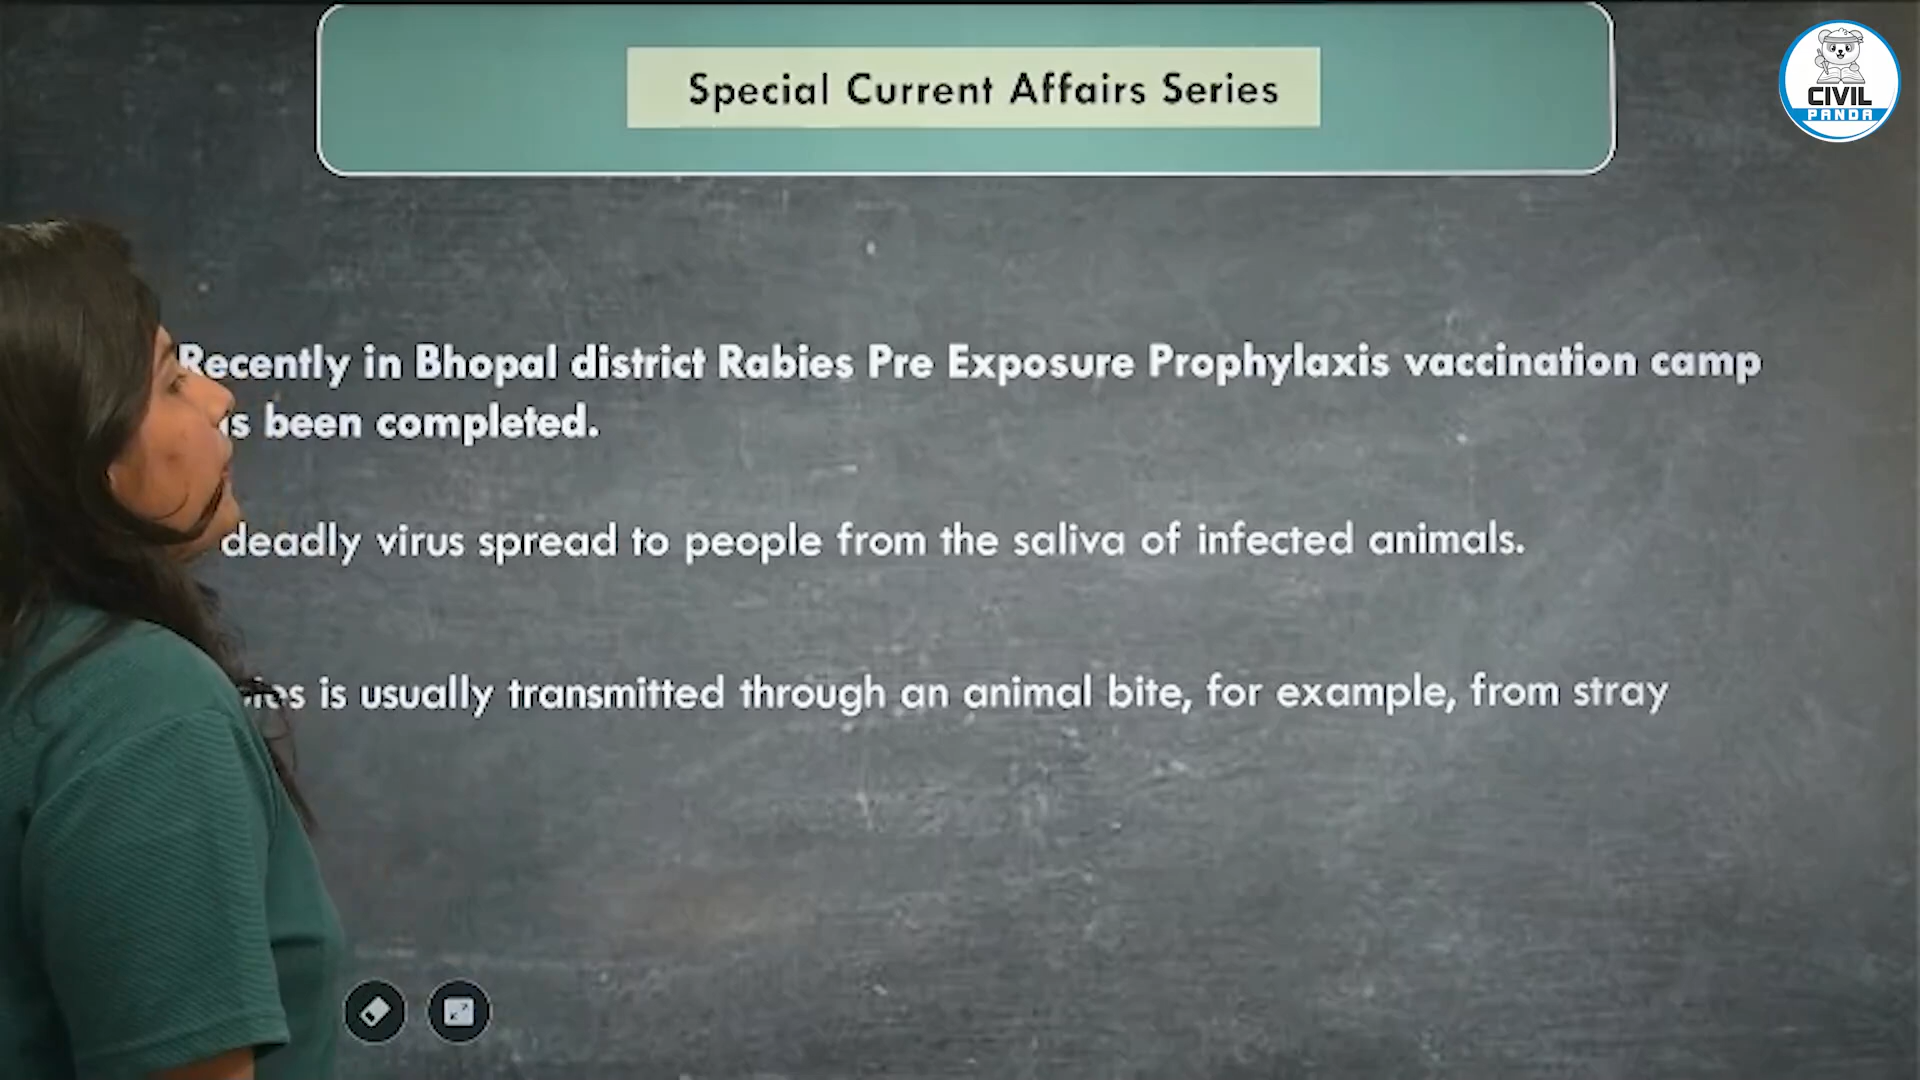 Special Current Affairs Series
CIVIL
PANDA
Recently in Bhopal district Rabies Pre Exposure Prophylaxis vaccination camp
been completed.
deadly virus spread to people from the saliva of infected animals.
is usually transmitted through an animal bite, for example, from stray